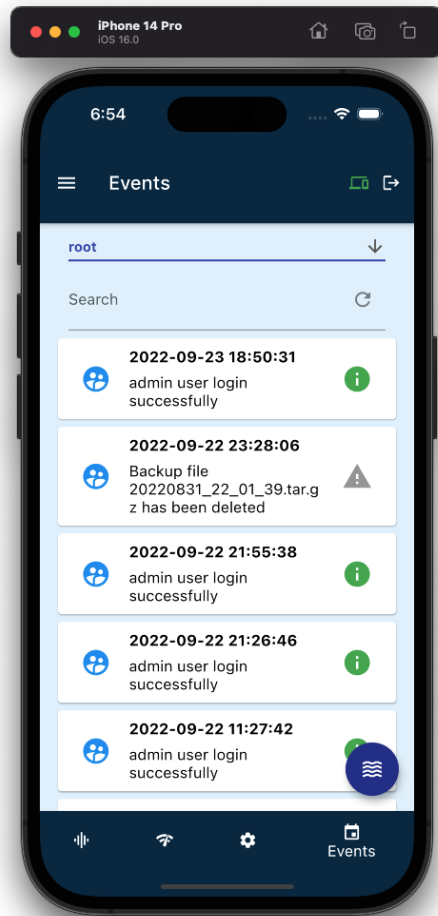 iPhone 14 Pro
iOS 16.0
6:54
Events
root
Search
2022-09-23 18:50:31
admin user login
successfully
2022-09-22 23:28:06
Backup file
20220831_22_01_39.tar.g
z has been deleted
2022-09-22 21:55:38
admin user login
successfully
2022-09-22 21:26:46
admin user login
successfully
2022-09-22 11:27:42
admin user login
successfully
Events